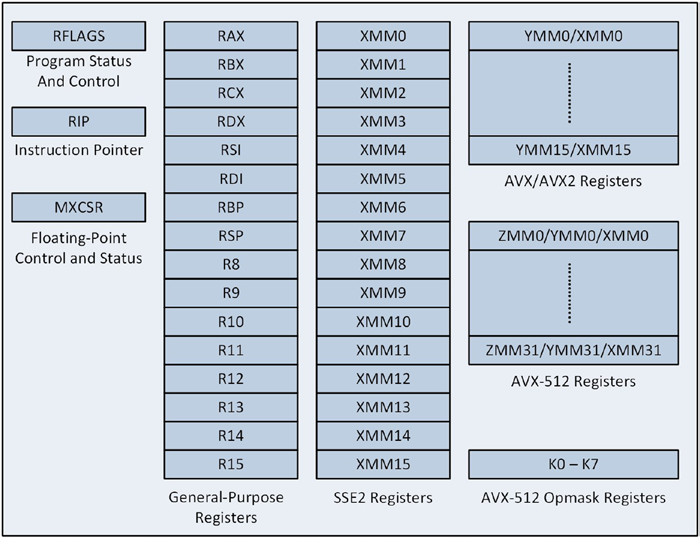 RFLAGS
Program Status
And Control
RIP
Instruction Pointer
MXCSR
Floating-Point
Control and Status
RAX
RBX
RCX
RDX
RSI
RDI
RBP
RSP
R8
R9
R10
R11
R12
R13
R14
R15
General-Purpose
Registers
XMM0
XMM1
XMM2
XMM3
XMM4
XMM5
XMM6
XMM7
XMM8
XMM9
XMM10
XMM11
XMM12
XMM13
XMM14
XMM15
SSE2 Registers
YMM0/XMM0
YMM15/XMM15
AVX/AVX2 Registers
ZMM0/YMM0/XMM0
ZMM31/YMM31/XMM31
AVX-512 Registers
K0 – K7
AVX-512 Opmask Registers